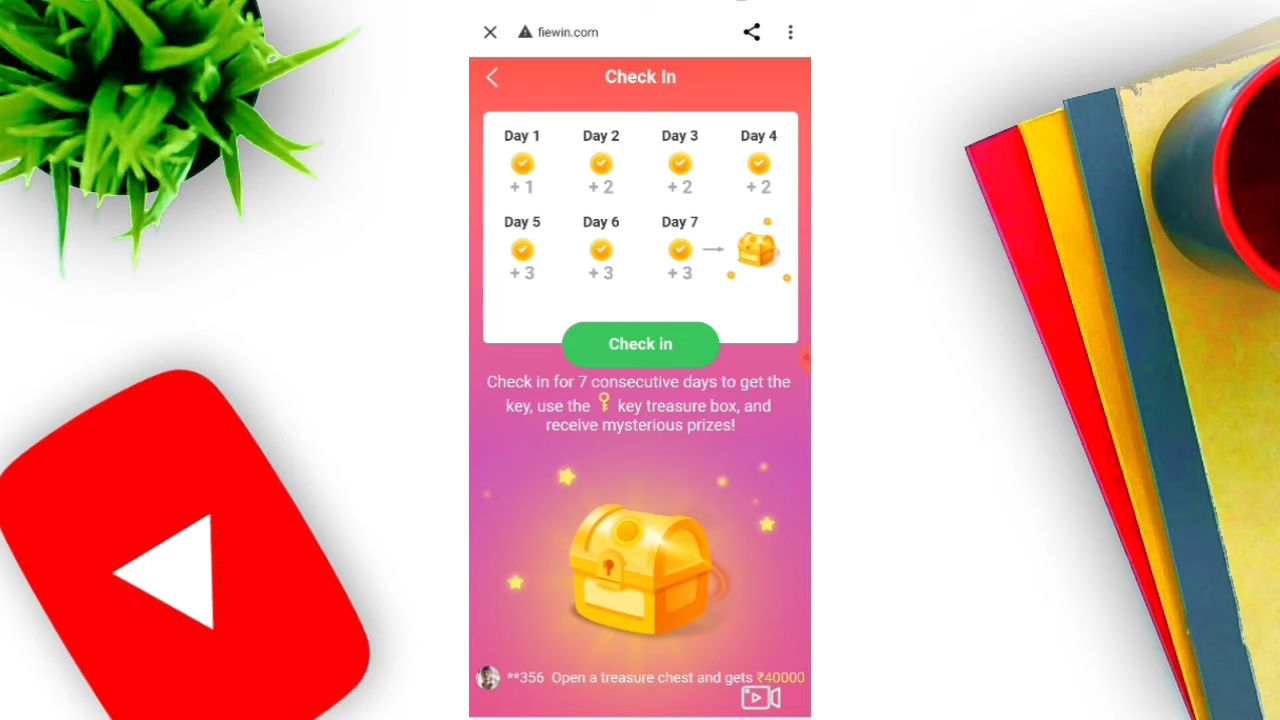 fiewin.com
Check In
Day 1 Day 2 Day 3 Day 4
+ 1 + 2 + 2 + 2
Day 5 Day 6 Day 7
+ 3 + 3 + 3
Check in
Check in for 7 consecutive days to get the
key, use the key treasure box, and
receive mysterious prizes!
**356 Open a treasure chest and gets ₹40000